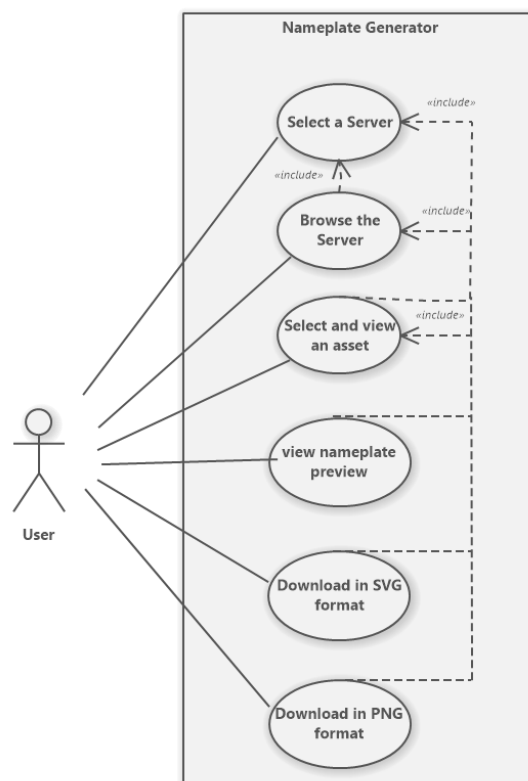 Nameplate Generator
«include»
Select a Server
«include»
Browse the
Server
«include»
Select and view
an asset
«include»
view nameplate
preview
User
Download in SVG
format
Download in PNG
format